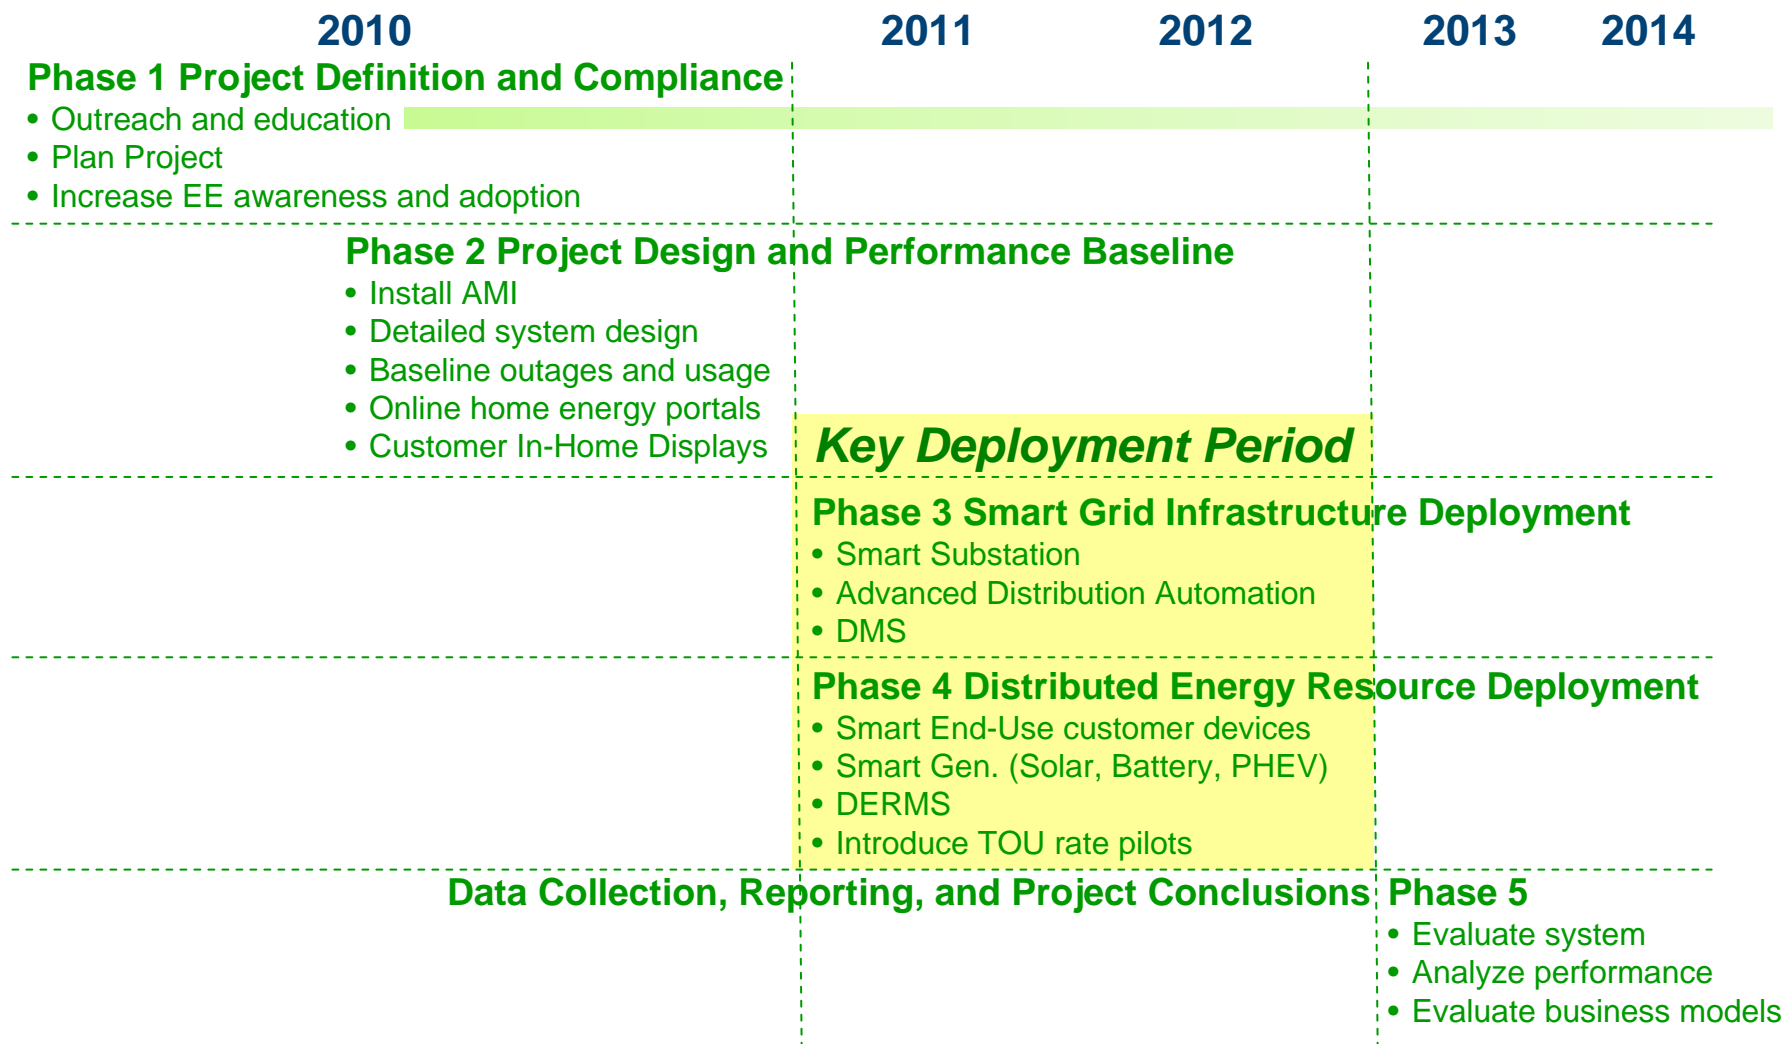 2010 2011 2012 2013 2014
Phase 1 Project Definition and Compliance
• Outreach and education
• Plan Project
• Increase EE awareness and adoption
Phase 2 Project Design and Performance Baseline
• Install AMI
• Detailed system design
• Baseline outages and usage
• Online home energy portals
• Customer In-Home Displays
Key Deployment Period
Phase 3 Smart Grid Infrastructure Deployment
• Smart Substation
• Advanced Distribution Automation
• DMS
Phase 4 Distributed Energy Resource Deployment
• Smart End-Use customer devices
• Smart Gen. (Solar, Battery, PHEV)
• DERMS
• Introduce TOU rate pilots
Data Collection, Reporting, and Project Conclusions Phase 5
• Evaluate system
• Analyze performance
• Evaluate business models